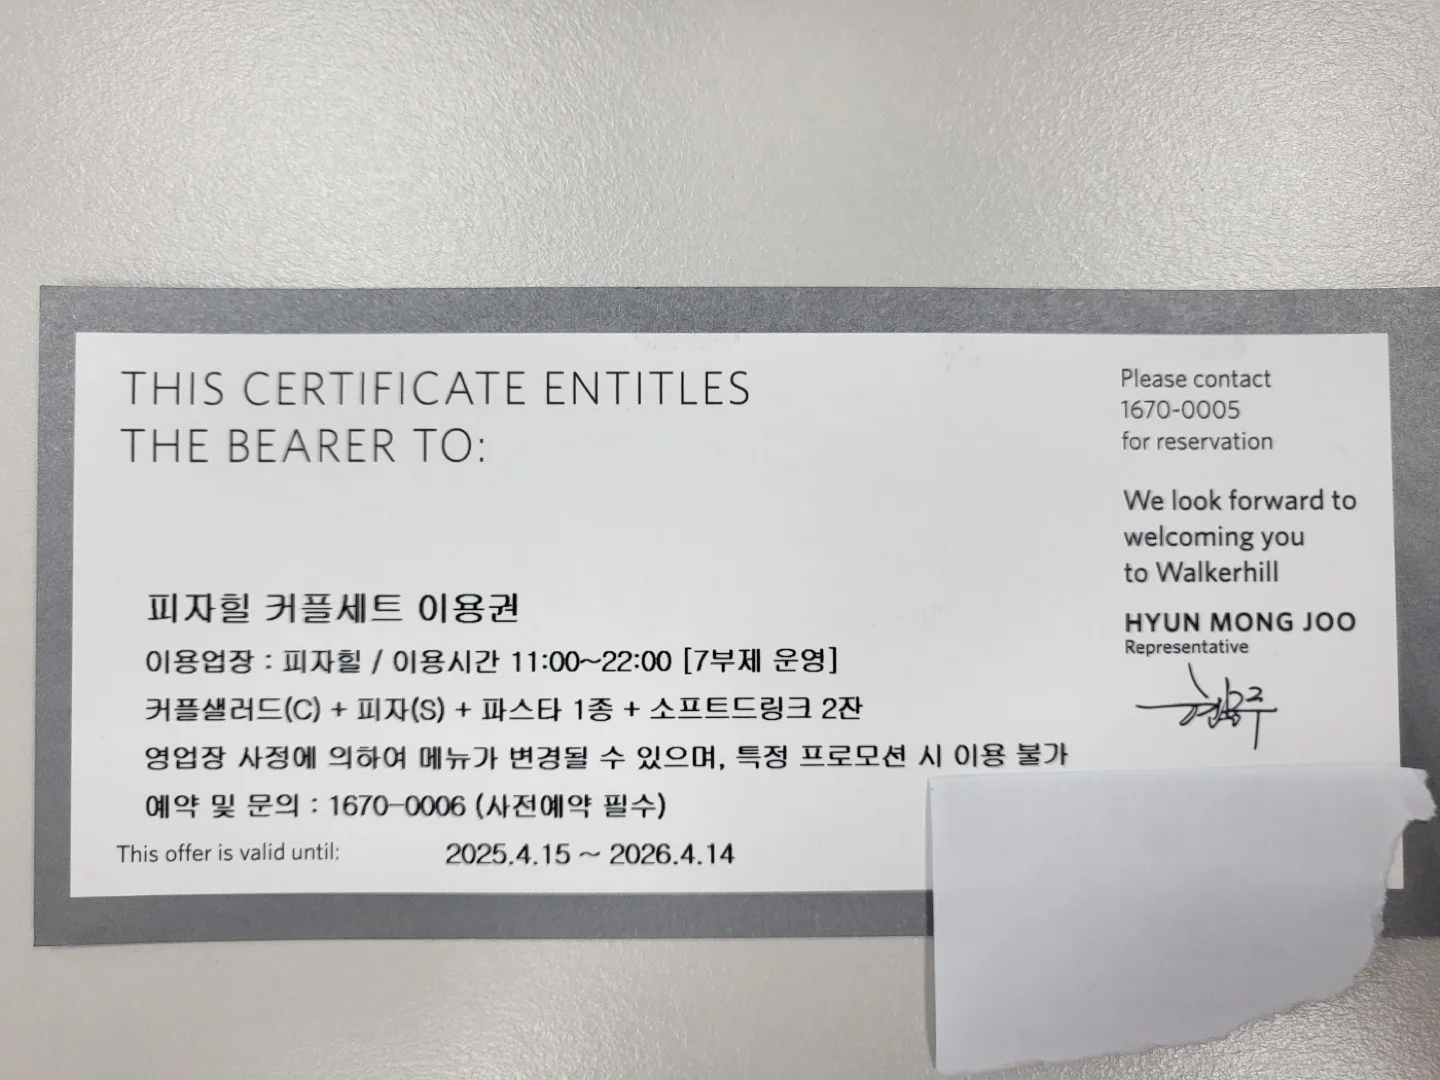 THIS CERTIFICATE ENTITLES
THE BEARER TO:
피자힐 커플세트 이용권
이용업장 : 피자힐 / 이용시간 11:00~22:00 [7부제 운영]
커플샐러드(C) + 피자(S) + 파스타 1종 + 소프트드링크 2잔
영업장 사정에 의하여 메뉴가 변경될 수 있으며, 특정 프로모션 시 이용 불가
예약 및 문의 : 1670-0006 (사전예약 필수)
This offer is valid until: 2025.4.15 ~ 2026.4.14
Please contact
1670-0005
for reservation
We look forward to
welcoming you
to Walkerhill
HYUN MONG JOO
Representative